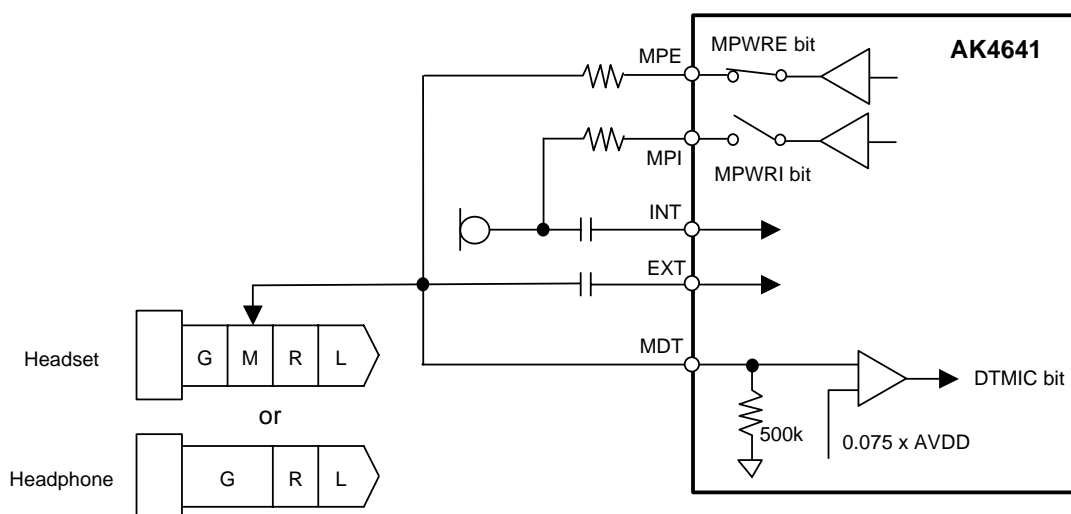 MPWRE bit
AK4641
MPE
MPI
MPWRI bit
INT
EXT
MDT
Headset
G M R L
DTMIC bit
or
500k
0.075 x AVDD
Headphone
G R L